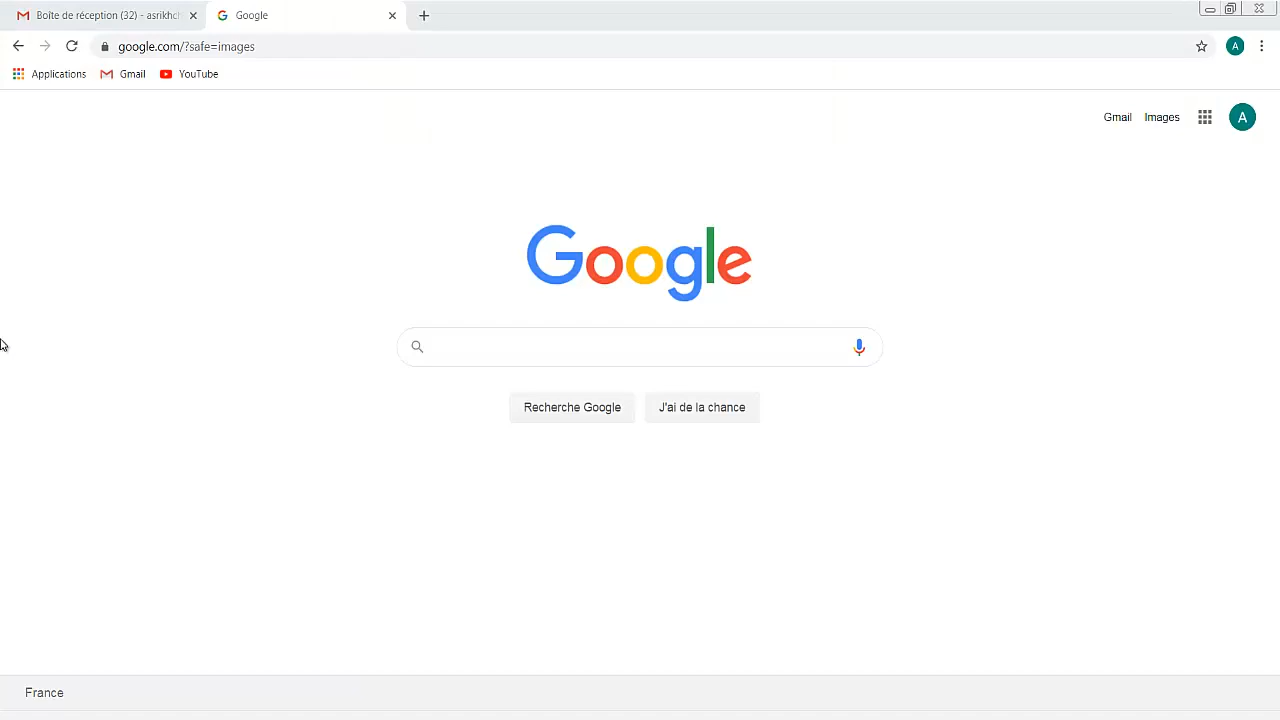 Boîte de réception (32) - asrikhc
Google
google.com/?safe=images
Applications
Gmail
YouTube
Gmail
Images
A
A
Google
Recherche Google
J'ai de la chance
France